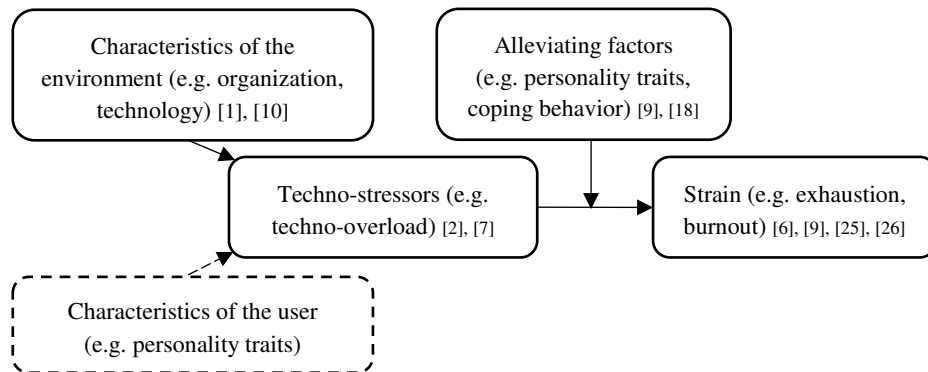 Characteristics of the
environment (e.g. organization,
technology) [1], [10]
Alleviating factors
(e.g. personality traits,
coping behavior) [9], [18]
Techno-stressors (e.g.
techno-overload) [2], [7]
Strain (e.g. exhaustion,
burnout) [6], [9], [25], [26]
Characteristics of the user
(e.g. personality traits)